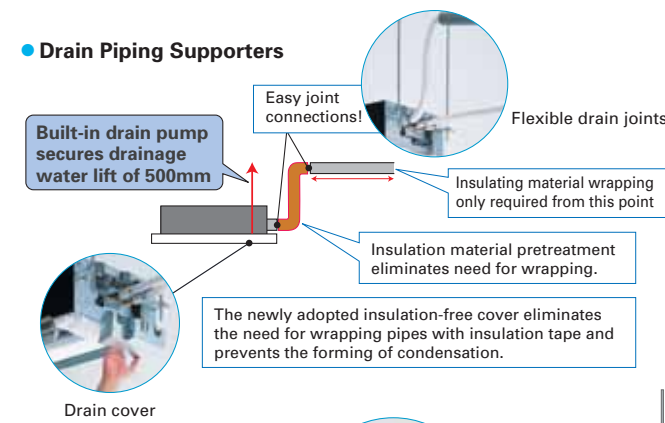 Drain Piping Supporters
Easy joint
connections!
Flexible drain joints
Built-in drain pump
secures drainage
water lift of 500mm
Insulating material wrapping
only required from this point
Insulation material pretreatment
eliminates need for wrapping.
The newly adopted insulation-free cover eliminates
the need for wrapping pipes with insulation tape and
prevents the forming of condensation.
Drain cover